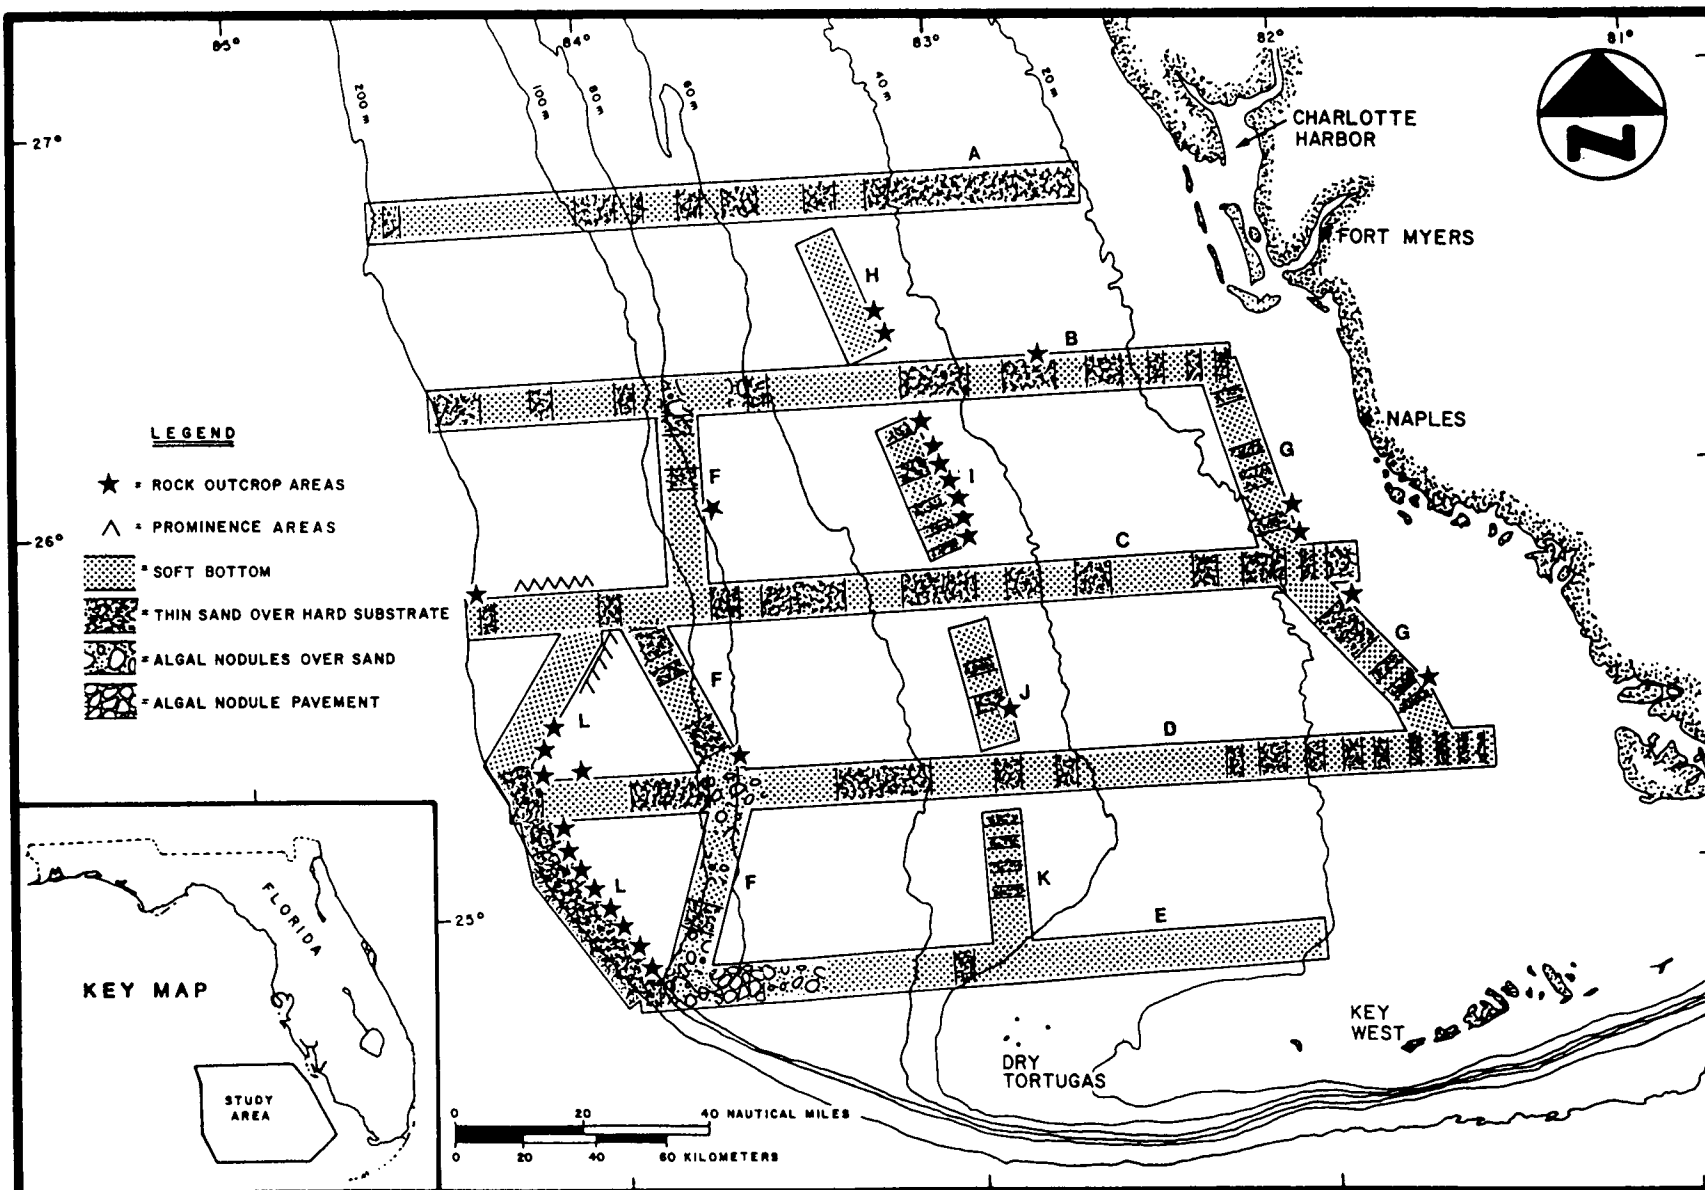 85°
84°
83°
82°
81°
27°
26°
25°
200 m
100 m
80 m
60 m
40 m
20 m
CHARLOTTE
HARBOR
FORT MYERS
NAPLES
A
H
B
F
I
G
C
F
L
J
G
D
L
F
K
E
LEGEND
= ROCK OUTCROP AREAS
= PROMINENCE AREAS
= SOFT BOTTOM
= THIN SAND OVER HARD SUBSTRATE
= ALGAL NODULES OVER SAND
= ALGAL NODULE PAVEMENT
FLORIDA
KEY MAP
STUDY
AREA
DRY
TORTUGAS
KEY
WEST
0 20 40 NAUTICAL MILES
0 20 40 60 KILOMETERS
N